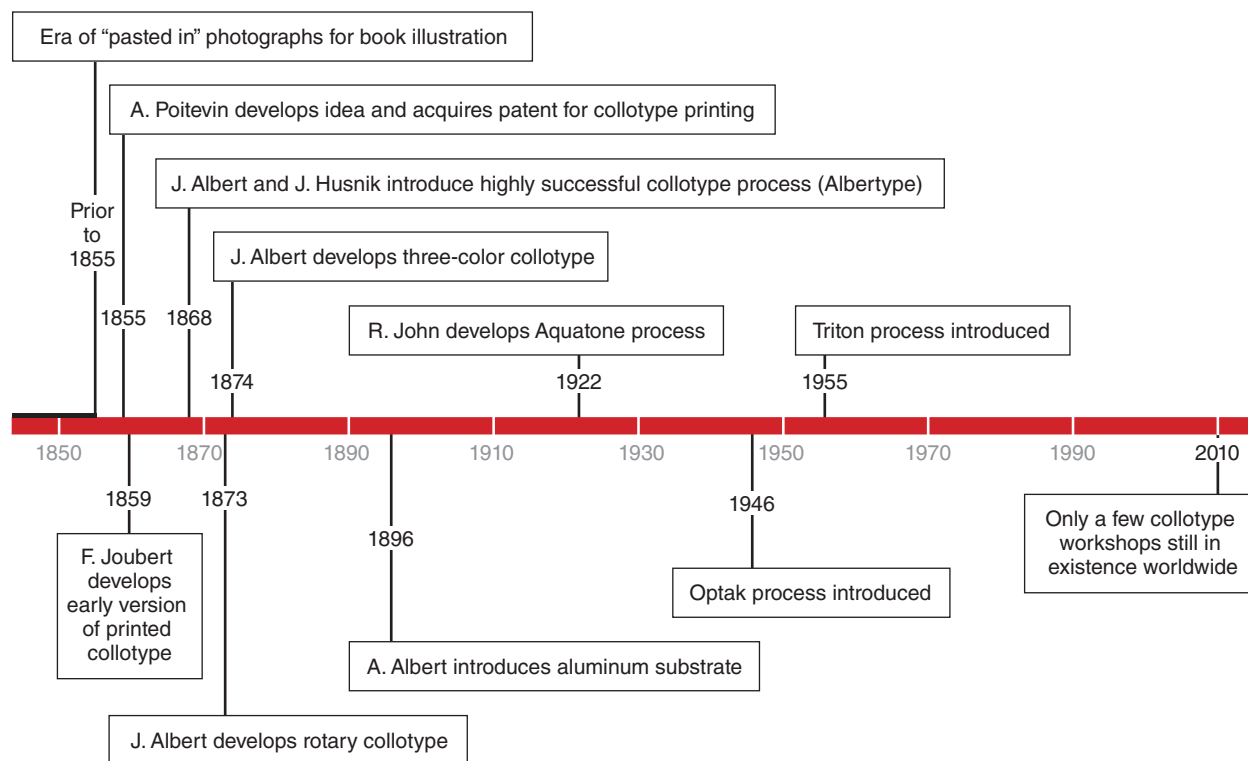 Era of “pasted in” photographs for book illustration
A. Poitevin develops idea and acquires patent for collotype printing
J. Albert and J. Husnik introduce highly successful collotype process (Albertype)
Prior
to
1855
J. Albert develops three-color collotype
1855
1868
R. John develops Aquatone process
Triton process introduced
1874
1922
1955
1850
1870
1890
1910
1930
1950
1970
1990
2010
1859
1873
1896
1946
Only a few collotype
workshops still in
existence worldwide
F. Joubert
develops
early version
of printed
collotype
Optak process introduced
A. Albert introduces aluminum substrate
J. Albert develops rotary collotype